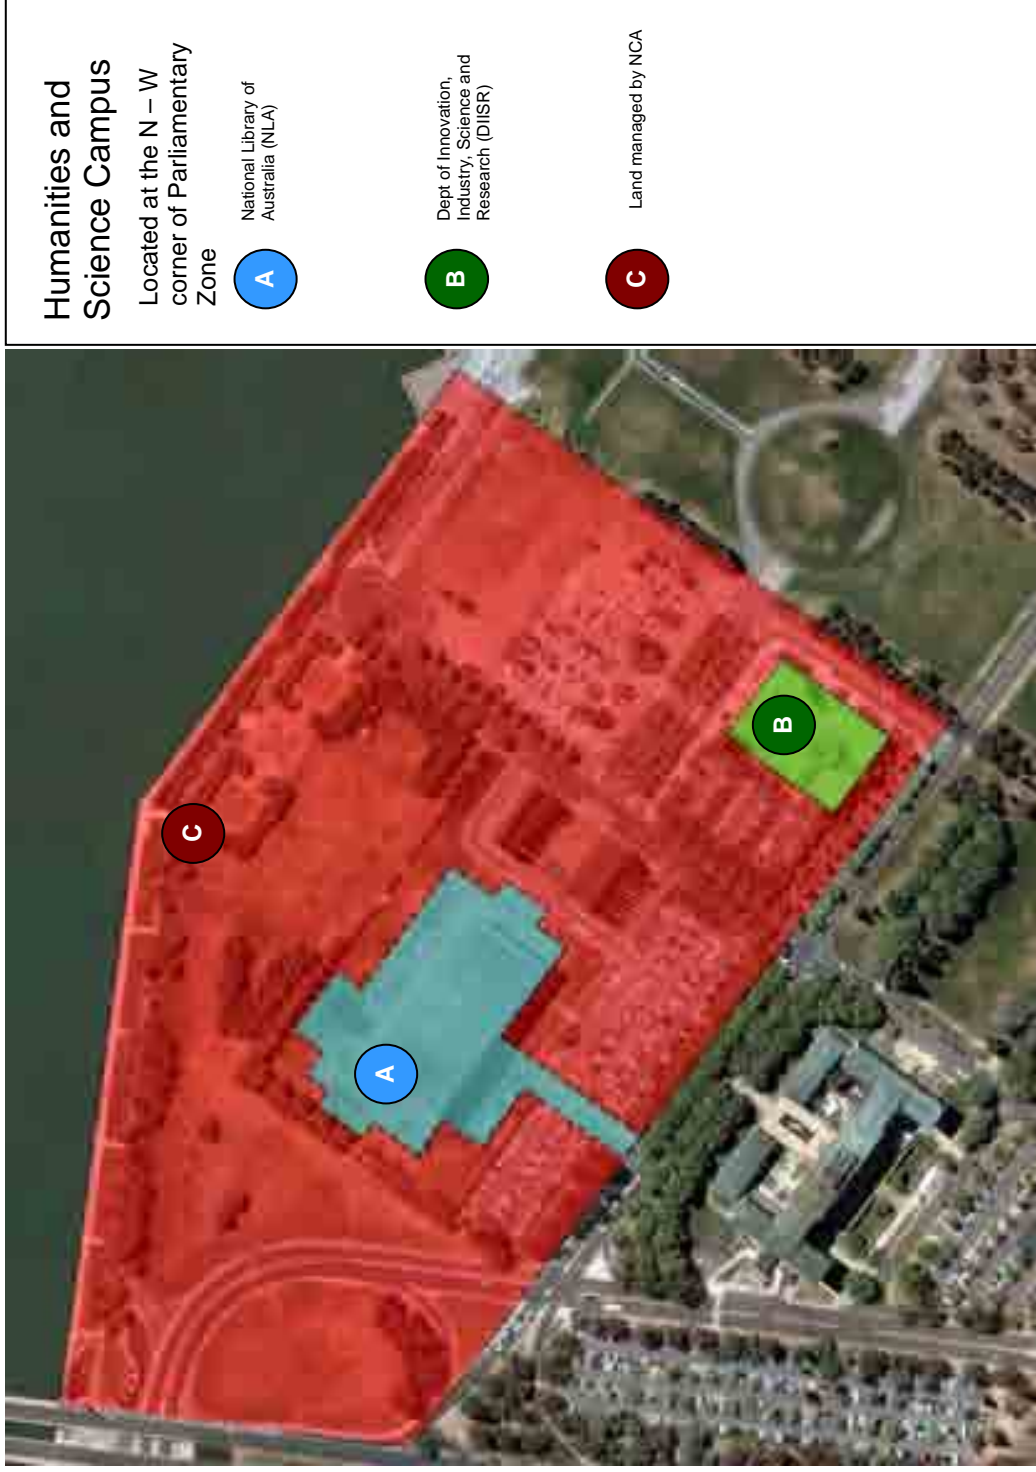 Humanities and
Science Campus
Located at the N – W
corner of Parliamentary
Zone
A
National Library of
Australia (NLA)
B
Dept of Innovation,
Industry, Science and
Research (DIISR)
C
Land managed by NCA
A
B
C